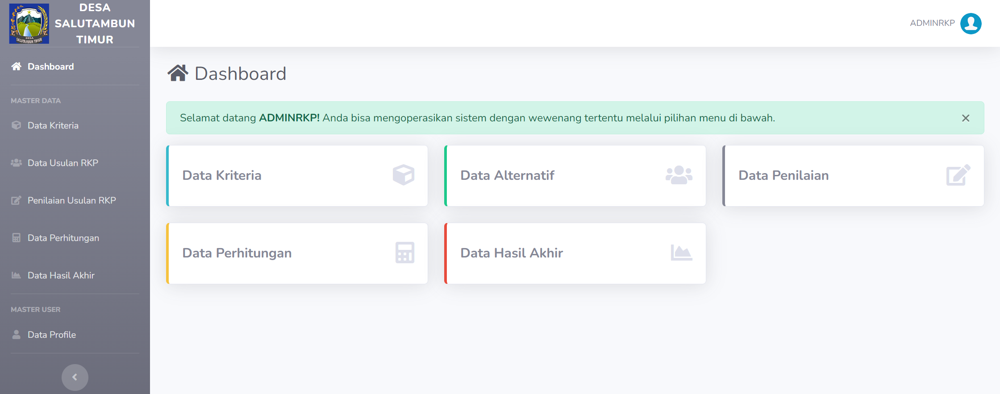 DESA
SALUTAMBUN
TIMUR
DESA
SALUTAMBUN TIMUR
Dashboard
MASTER DATA
Data Kriteria
Data Usulan RKP
Penilaian Usulan RKP
Data Perhitungan
Data Hasil Akhir
MASTER USER
Data Profile
ADMINRKP
Dashboard
Selamat datang ADMINRKP! Anda bisa mengoperasikan sistem dengan wewenang tertentu melalui pilihan menu di bawah.
Data Kriteria
Data Alternatif
Data Penilaian
Data Perhitungan
Data Hasil Akhir